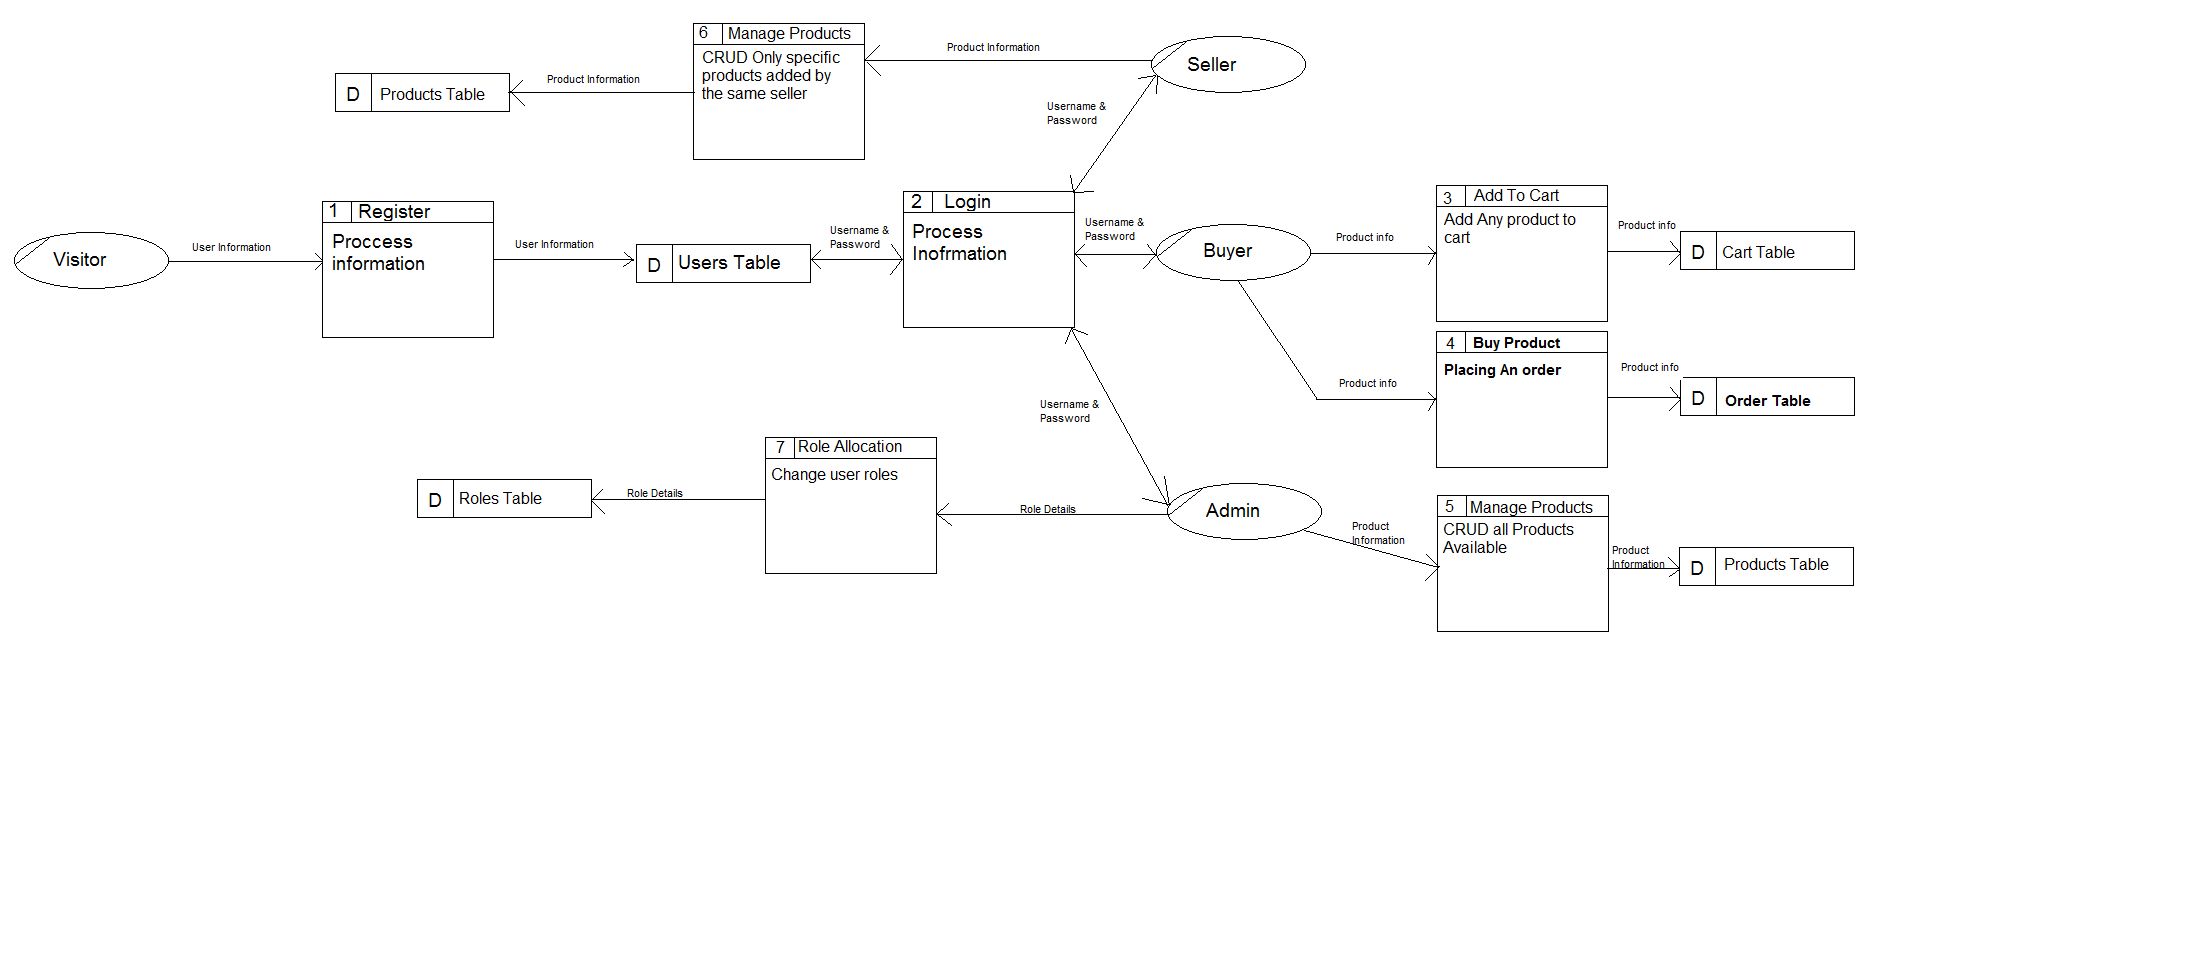 6 Manage Products
CRUD Only specific
products added by
the same seller
Product Information
Seller
Product Information
D Products Table
Username &
Password
1 Register
Proccess
information
Visitor
User Information
User Information
D Users Table
Username &
Password
2 Login
Process
Inofrmation
Username &
Password
Buyer
Product info
3 Add To Cart
Add Any product to
cart
Product info
D Cart Table
Product info
4 Buy Product
Placing An order
Product info
D Order Table
Username &
Password
7 Role Allocation
Change user roles
Role Details
D Roles Table
Role Details
Admin
Product
Information
5 Manage Products
CRUD all Products
Available
Product
Information
D Products Table